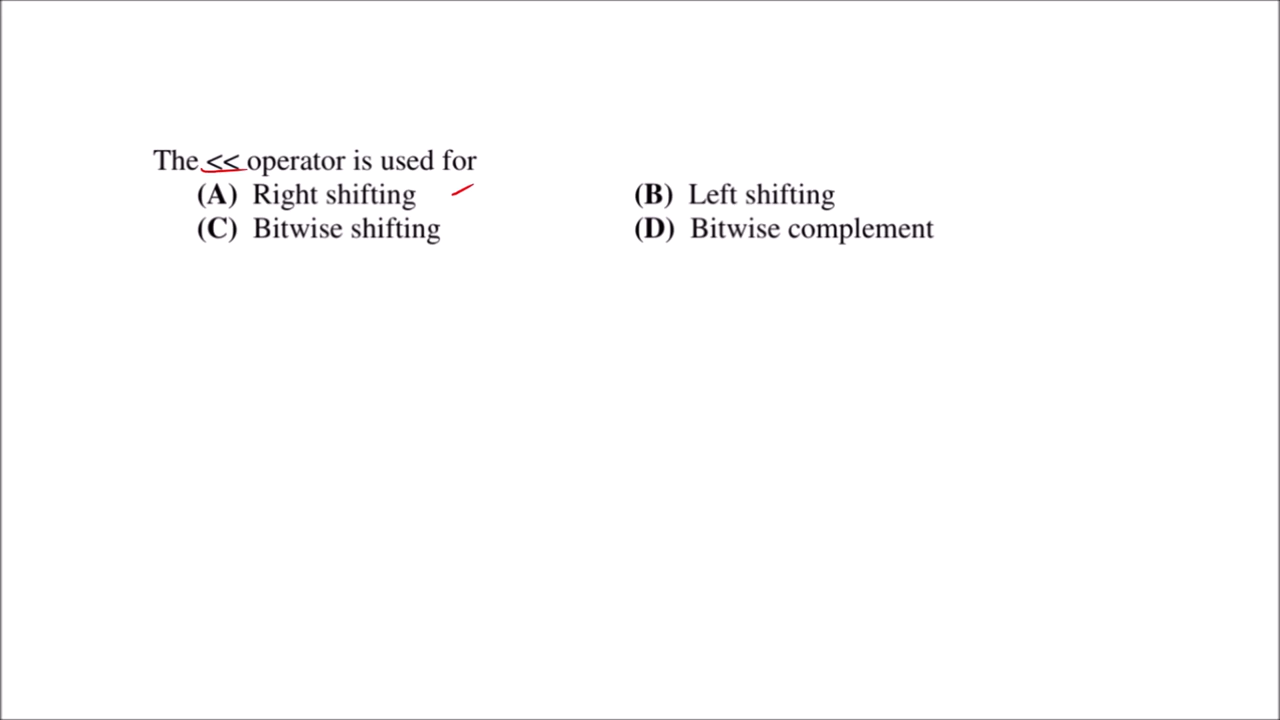 The << operator is used for
(A) Right shifting (B) Left shifting
(C) Bitwise shifting (D) Bitwise complement